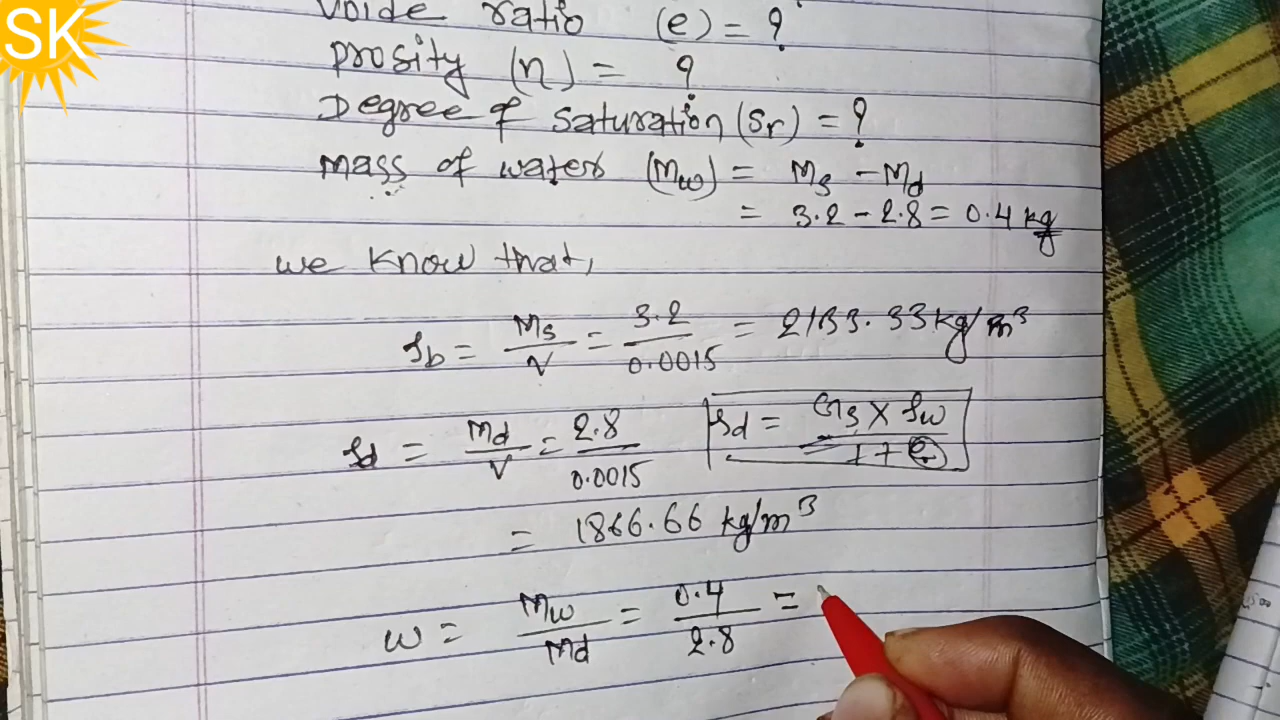 SK
Voide ratio (e) = ?
prosity (n) = ?
Degree of saturation (Sr) = ?
Mass of water (Mw) = Ms - Md
= 3.2 - 2.8 = 0.4 kg
we know that,
ρb = Ms/V = 3.2/0.0015 = 2133.33 kg/m³
ρd = Md/V = 2.8/0.0015 ρd = Gs × ρw/1+e
= 1866.66 kg/m³
w = Mw/Md = 0.4/2.8 =